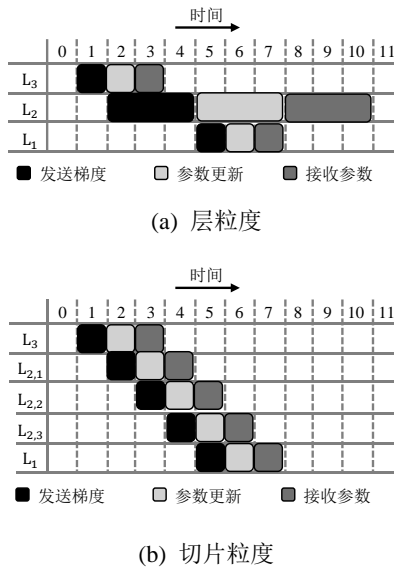 时间
0 1 2 3 4 5 6 7 8 9 10 11
L₃
L₂
L₁
发送梯度 参数更新 接收参数
(a) 层粒度
时间
0 1 2 3 4 5 6 7 8 9 10 11
L₃
L₂,₁
L₂,₂
L₂,₃
L₁
发送梯度 参数更新 接收参数
(b) 切片粒度